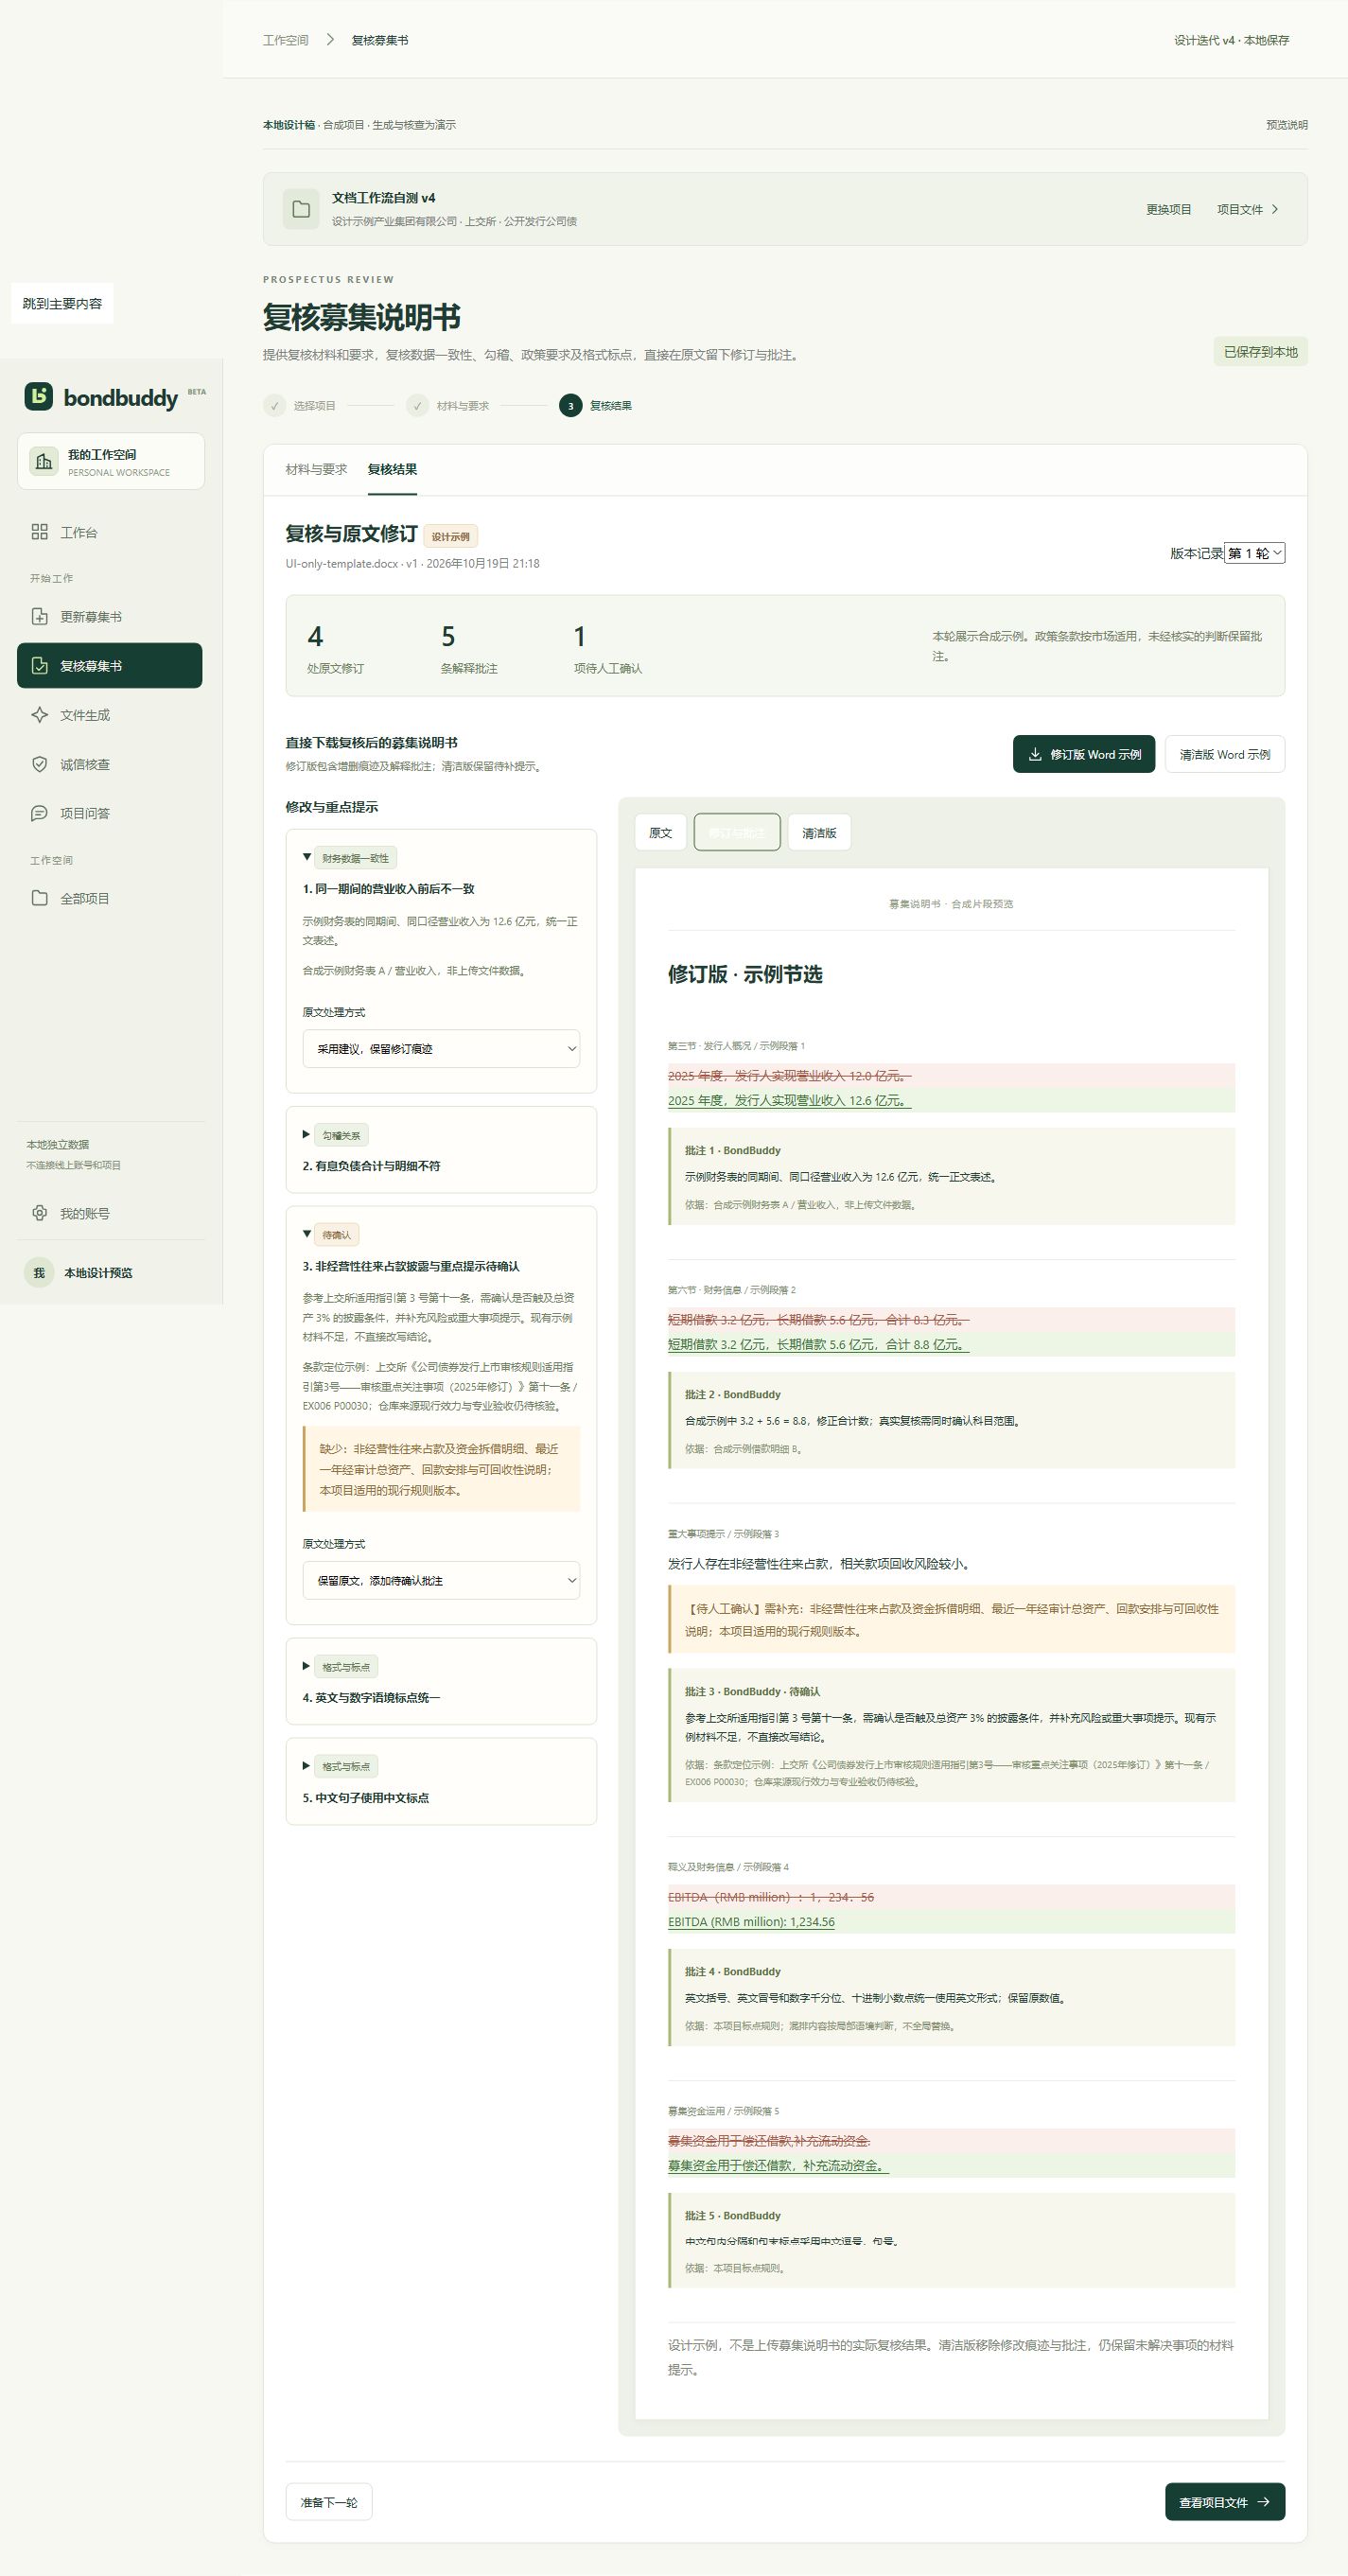 工作空间
复核募集书
设计迭代 v4 · 本地保存
本地设计稿 · 合成项目 · 生成与核查为演示
预览说明
文档工作流自测 v4
设计示例产业集团有限公司 · 上交所 · 公开发行公司债
更换项目
项目文件
PROSPECTUS REVIEW
跳到主要内容
复核募集说明书
提供复核材料和要求，复核数据一致性、勾稽、政策要求及格式标点，直接在原文留下修订与批注。
已保存到本地
bondbuddy BETA
✓ 选择项目
✓ 材料与要求
3 复核结果
我的工作空间
PERSONAL WORKSPACE
工作台
开始工作
更新募集书
复核募集书
文件生成
诚信核查
项目问答
工作空间
全部项目
本地独立数据
不连接线上账号和项目
我的账号
我 本地设计预览
材料与要求
复核结果
复核与原文修订 设计示例
UI-only-template.docx · v1 · 2026年10月19日 21:18
版本记录 第 1 轮
4
处原文修订
5
条解释批注
1
项待人工确认
本轮展示合成示例。政策条款按市场适用，未经核实的判断保留批
注。
直接下载复核后的募集说明书
修订版包含增删痕迹及解释批注；清洁版保留待补提示。
修订版 Word 示例
清洁版 Word 示例
修改与重点提示
财务数据一致性
1. 同一期间的营业收入前后不一致
示例财务表的同期间、同口径营业收入为 12.6 亿元，统一正
文表述。
合成示例财务表 A / 营业收入，非上传文件数据。
原文处理方式
采用建议，保留修订痕迹
勾稽关系
2. 有息负债合计与明细不符
待确认
3. 非经营性往来占款披露与重点提示待确认
参考上交所适用指引第 3 号第十一条，需确认是否触及总资
产 3% 的披露条件，并补充风险或重大事项提示。现有示例
材料不足，不直接改写结论。
条款定位示例：上交所《公司债券发行上市审核规则适用指
引第3号——审核重点关注事项（2025年修订）》第十一条 /
EX006 P00030；仓库来源现行效力与专业验收仍待核验。
缺少：非经营性往来占款及资金拆借明细、最近
一年经审计总资产、回款安排与可回收性说明；
本项目适用的现行规则版本。
原文处理方式
保留原文，添加待确认批注
格式与标点
4. 英文与数字语境标点统一
格式与标点
5. 中文句子使用中文标点
原文
修订与批注
清洁版
募集说明书 · 合成片段预览
修订版 · 示例节选
第三节 · 发行人概况 / 示例段落 1
2025 年度，发行人实现营业收入 12.0 亿元。
2025 年度，发行人实现营业收入 12.6 亿元。
批注 1 · BondBuddy
示例财务表的同期间、同口径营业收入为 12.6 亿元，统一正文表述。
依据：合成示例财务表 A / 营业收入，非上传文件数据。
第六节 · 财务信息 / 示例段落 2
短期借款 3.2 亿元，长期借款 5.6 亿元，合计 8.3 亿元。
短期借款 3.2 亿元，长期借款 5.6 亿元，合计 8.8 亿元。
批注 2 · BondBuddy
合成示例中 3.2 + 5.6 = 8.8，修正合计数；真实复核需同时确认科目范围。
依据：合成示例借款明细 B。
重大事项提示 / 示例段落 3
发行人存在非经营性往来占款，相关款项回收风险较小。
【待人工确认】需补充：非经营性往来占款及资金拆借明细、最近一年经审计总资产、回款安排与可回收性
说明；本项目适用的现行规则版本。
批注 3 · BondBuddy · 待确认
参考上交所适用指引第 3 号第十一条，需确认是否触及总资产 3% 的披露条件，并补充风险或重大事项提示。现有示
例材料不足，不直接改写结论。
依据：条款定位示例：上交所《公司债券发行上市审核规则适用指引第3号——审核重点关注事项（2025年修订）》第十一条 /
EX006 P00030；仓库来源现行效力与专业验收仍待核验。
释义及财务信息 / 示例段落 4
EBITDA（RMB million）：1，234．56
EBITDA (RMB million): 1,234.56
批注 4 · BondBuddy
英文括号、英文冒号和数字千分位、十进制小数点统一使用英文形式；保留原数值。
依据：本项目标点规则；混排内容按局部语境判断，不全局替换。
募集资金运用 / 示例段落 5
募集资金用于偿还借款,补充流动资金.
募集资金用于偿还借款，补充流动资金。
批注 5 · BondBuddy
中文句内分隔和句末标点采用中文逗号、句号。
依据：本项目标点规则。
设计示例，不是上传募集说明书的实际复核结果。清洁版移除修改痕迹与批注，仍保留未解决事项的材料
提示。
准备下一轮
查看项目文件